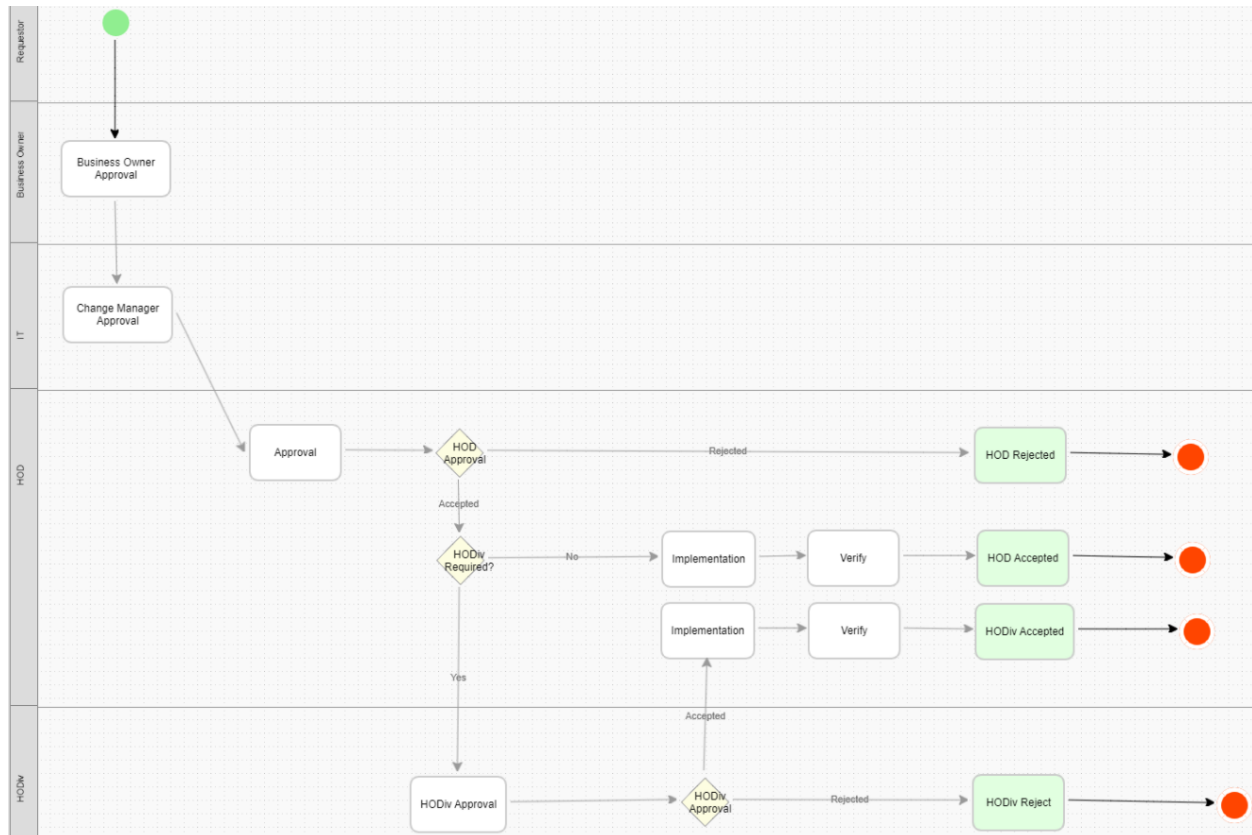 Requestor
Business Owner
Business Owner
Approval
IT
Change Manager
Approval
HOD
Approval
HOD
Approval
Rejected
HOD Rejected
Accepted
HODiv
Required?
No
Implementation
Verify
HOD Accepted
Implementation
Verify
HODiv Accepted
Yes
Accepted
HODiv
HODiv Approval
HODiv
Approval
Rejected
HODiv Reject